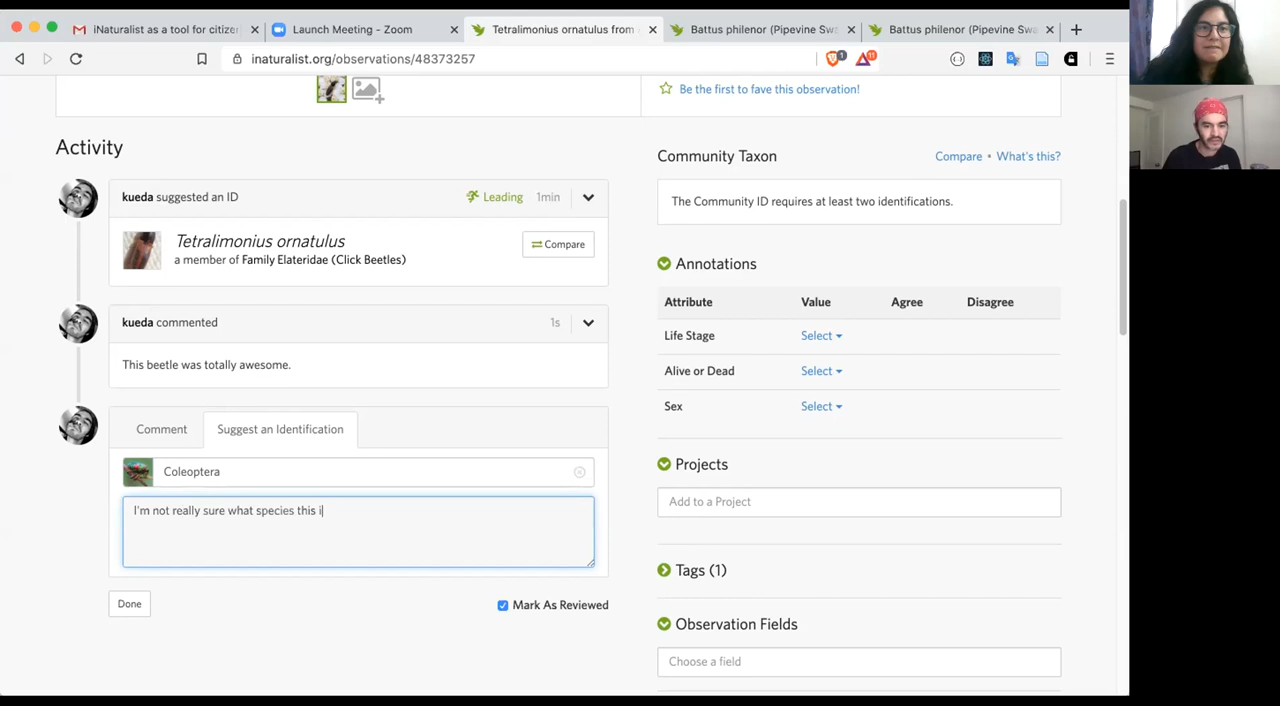 iNaturalist as a tool for citizer
Launch Meeting - Zoom
Tetralimonius ornatulus from
Battus philenor (Pipevine Swa
Battus philenor (Pipevine Swa
inaturalist.org/observations/48373257
1
11
Be the first to fave this observation!
Activity
Community Taxon
Compare • What's this?
kueda suggested an ID
Leading
1min
The Community ID requires at least two identifications.
Tetralimonius ornatulus
a member of Family Elateridae (Click Beetles)
Compare
Annotations
Attribute Value Agree Disagree
kueda commented
1s
Life Stage Select
This beetle was totally awesome.
Alive or Dead Select
Sex Select
Comment
Suggest an Identification
Coleoptera
Projects
Add to a Project
I'm not really sure what species this i
Tags (1)
Done
Mark As Reviewed
Observation Fields
Choose a field